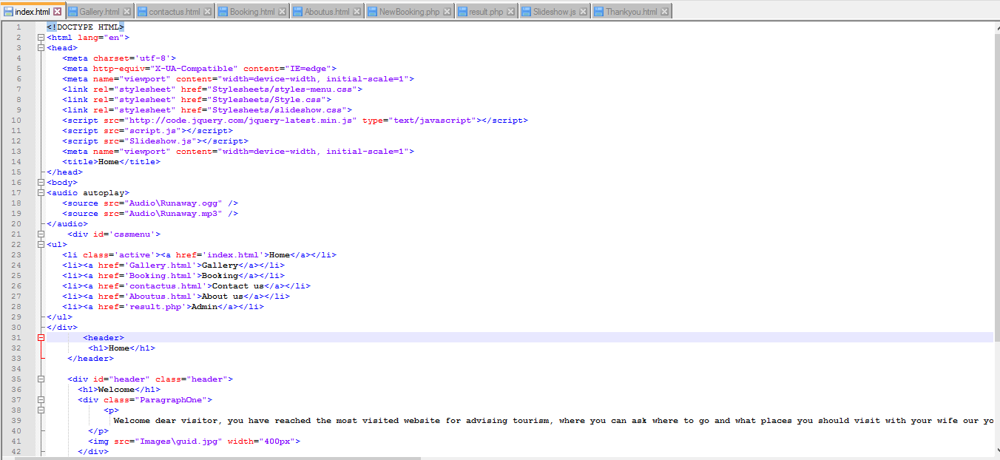 index.html Gallery.html contactus.html Booking.html Aboutus.html NewBooking.php result.php Slideshow.js Thankyou.html
1 <!DOCTYPE HTML>
2 <html lang="en">
3 <head>
4 <meta charset='utf-8'>
5 <meta http-equiv="X-UA-Compatible" content="IE=edge">
6 <meta name="viewport" content="width=device-width, initial-scale=1">
7 <link rel="stylesheet" href="Stylesheets/styles-menu.css">
8 <link rel="stylesheet" href="Stylesheets/Style.css">
9 <link rel="stylesheet" href="Stylesheets/slideshow.css">
10 <script src="http://code.jquery.com/jquery-latest.min.js" type="text/javascript"></script>
11 <script src="script.js"></script>
12 <script src="Slideshow.js"></script>
13 <meta name="viewport" content="width=device-width, initial-scale=1">
14 <title>Home</title>
15 </head>
16 <body>
17 <audio autoplay>
18 <source src="Audio\Runaway.ogg" />
19 <source src="Audio\Runaway.mp3" />
20 </audio>
21 <div id='cssmenu'>
22 <ul>
23 <li class='active'><a href='index.html'>Home</a></li>
24 <li><a href='Gallery.html'>Gallery</a></li>
25 <li><a href='Booking.html'>Booking</a></li>
26 <li><a href='contactus.html'>Contact us</a></li>
27 <li><a href='Aboutus.html'>About us</a></li>
28 <li><a href='result.php'>Admin</a></li>
29 </ul>
30 </div>
31 <header>
32 <h1>Home</h1>
33 </header>
34
35 <div id="header" class="header">
36 <h1>Welcome</h1>
37 <div class="ParagraphOne">
38 <p>
39 Welcome dear visitor, you have reached the most visited website for advising tourism, where you can ask where to go and what places you should visit with your wife our yo
40 </p>
41 <img src="Images\guid.jpg" width="400px">
42 </div>